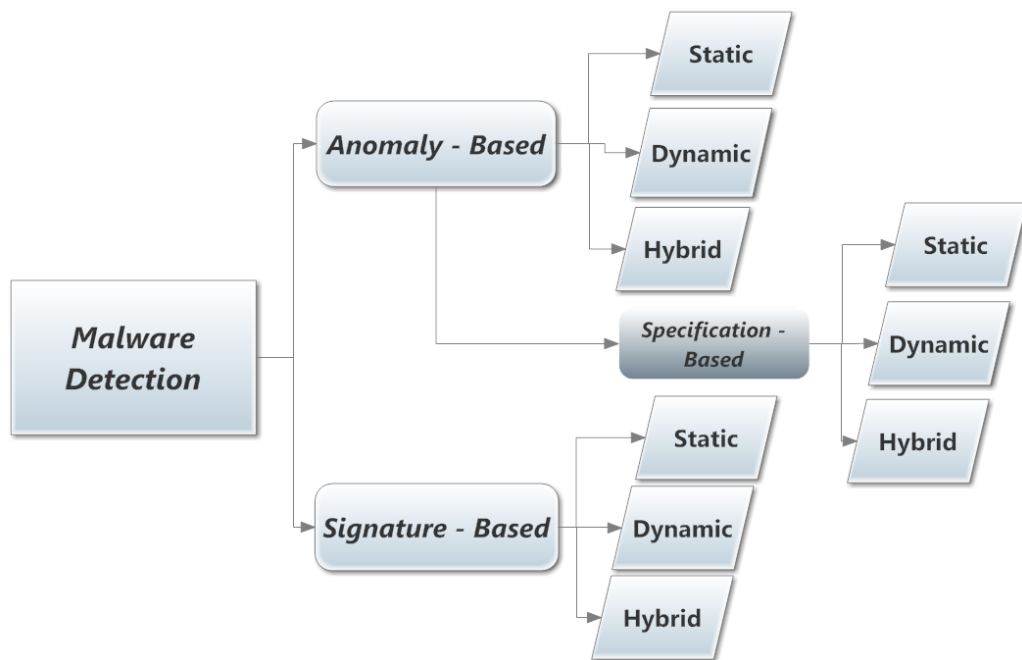 Malware
Detection
Anomaly - Based
Static
Dynamic
Hybrid
Specification -
Based
Static
Dynamic
Hybrid
Signature - Based
Static
Dynamic
Hybrid